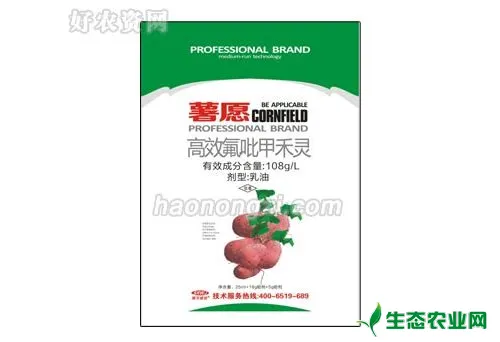 好农资网
PROFESSIONAL BRAND
medium-run technology
薯愿
BE APPLICABLE
CORNFIELD
PROFESSIONAL BRAND
高效氟吡甲禾灵
有效成分含量:108g/L
剂型:乳油
haonongzi.com
技术服务热线:400-6519-689
生态农业网